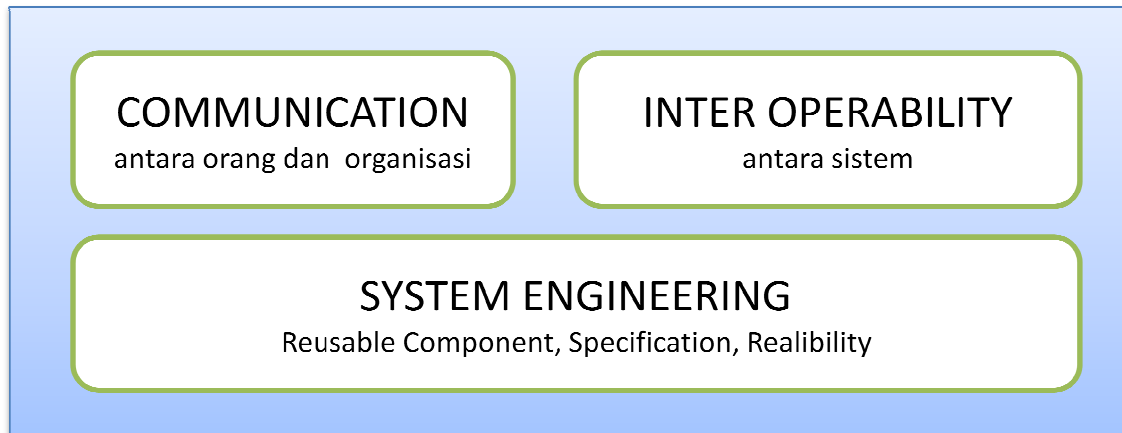 COMMUNICATION
antara orang dan organisasi
INTER OPERABILITY
antara sistem
SYSTEM ENGINEERING
Reusable Component, Specification, Realibility